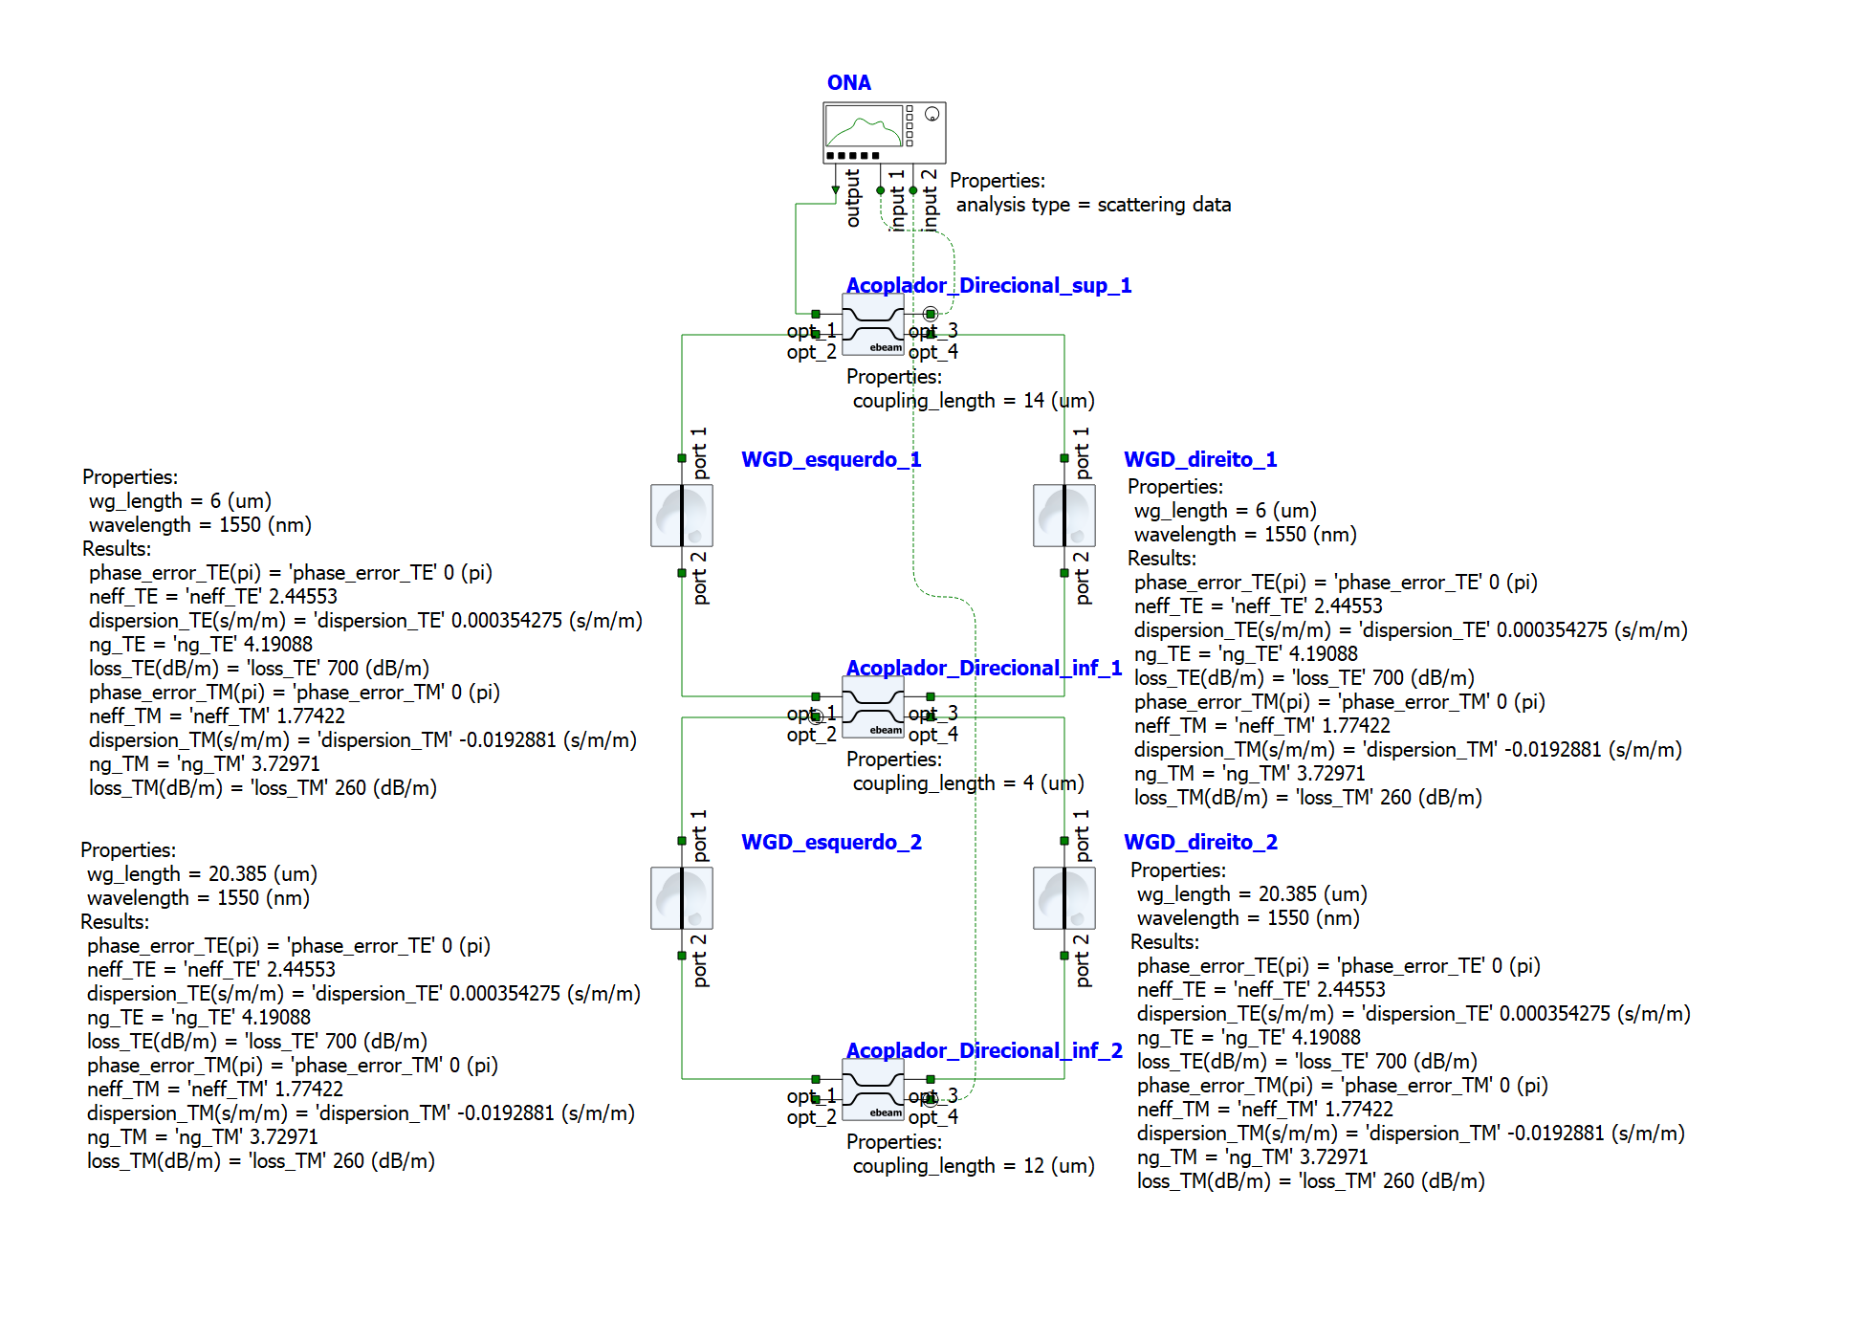 ONA
output
input 1
input 2
Properties:
analysis type = scattering data
Acoplador_Direcional_sup_1
opt_1
opt_3
opt_2
opt_4
ebeam
Properties:
coupling_length = 14 (um)
port 1
WGD_esquerdo_1
port 2
port 1
WGD_direito_1
port 2
Properties:
wg_length = 6 (um)
wavelength = 1550 (nm)
Results:
phase_error_TE(pi) = 'phase_error_TE' 0 (pi)
neff_TE = 'neff_TE' 2.44553
dispersion_TE(s/m/m) = 'dispersion_TE' 0.000354275 (s/m/m)
ng_TE = 'ng_TE' 4.19088
loss_TE(dB/m) = 'loss_TE' 700 (dB/m)
phase_error_TM(pi) = 'phase_error_TM' 0 (pi)
neff_TM = 'neff_TM' 1.77422
dispersion_TM(s/m/m) = 'dispersion_TM' -0.0192881 (s/m/m)
ng_TM = 'ng_TM' 3.72971
loss_TM(dB/m) = 'loss_TM' 260 (dB/m)
Properties:
wg_length = 6 (um)
wavelength = 1550 (nm)
Results:
phase_error_TE(pi) = 'phase_error_TE' 0 (pi)
neff_TE = 'neff_TE' 2.44553
dispersion_TE(s/m/m) = 'dispersion_TE' 0.000354275 (s/m/m)
ng_TE = 'ng_TE' 4.19088
loss_TE(dB/m) = 'loss_TE' 700 (dB/m)
phase_error_TM(pi) = 'phase_error_TM' 0 (pi)
neff_TM = 'neff_TM' 1.77422
dispersion_TM(s/m/m) = 'dispersion_TM' -0.0192881 (s/m/m)
ng_TM = 'ng_TM' 3.72971
loss_TM(dB/m) = 'loss_TM' 260 (dB/m)
Acoplador_Direcional_inf_1
opt_1
opt_3
opt_2
opt_4
ebeam
Properties:
coupling_length = 4 (um)
port 1
WGD_esquerdo_2
port 2
port 1
WGD_direito_2
port 2
Properties:
wg_length = 20.385 (um)
wavelength = 1550 (nm)
Results:
phase_error_TE(pi) = 'phase_error_TE' 0 (pi)
neff_TE = 'neff_TE' 2.44553
dispersion_TE(s/m/m) = 'dispersion_TE' 0.000354275 (s/m/m)
ng_TE = 'ng_TE' 4.19088
loss_TE(dB/m) = 'loss_TE' 700 (dB/m)
phase_error_TM(pi) = 'phase_error_TM' 0 (pi)
neff_TM = 'neff_TM' 1.77422
dispersion_TM(s/m/m) = 'dispersion_TM' -0.0192881 (s/m/m)
ng_TM = 'ng_TM' 3.72971
loss_TM(dB/m) = 'loss_TM' 260 (dB/m)
Properties:
wg_length = 20.385 (um)
wavelength = 1550 (nm)
Results:
phase_error_TE(pi) = 'phase_error_TE' 0 (pi)
neff_TE = 'neff_TE' 2.44553
dispersion_TE(s/m/m) = 'dispersion_TE' 0.000354275 (s/m/m)
ng_TE = 'ng_TE' 4.19088
loss_TE(dB/m) = 'loss_TE' 700 (dB/m)
phase_error_TM(pi) = 'phase_error_TM' 0 (pi)
neff_TM = 'neff_TM' 1.77422
dispersion_TM(s/m/m) = 'dispersion_TM' -0.0192881 (s/m/m)
ng_TM = 'ng_TM' 3.72971
loss_TM(dB/m) = 'loss_TM' 260 (dB/m)
Acoplador_Direcional_inf_2
opt_1
opt_3
opt_2
opt_4
ebeam
Properties:
coupling_length = 12 (um)